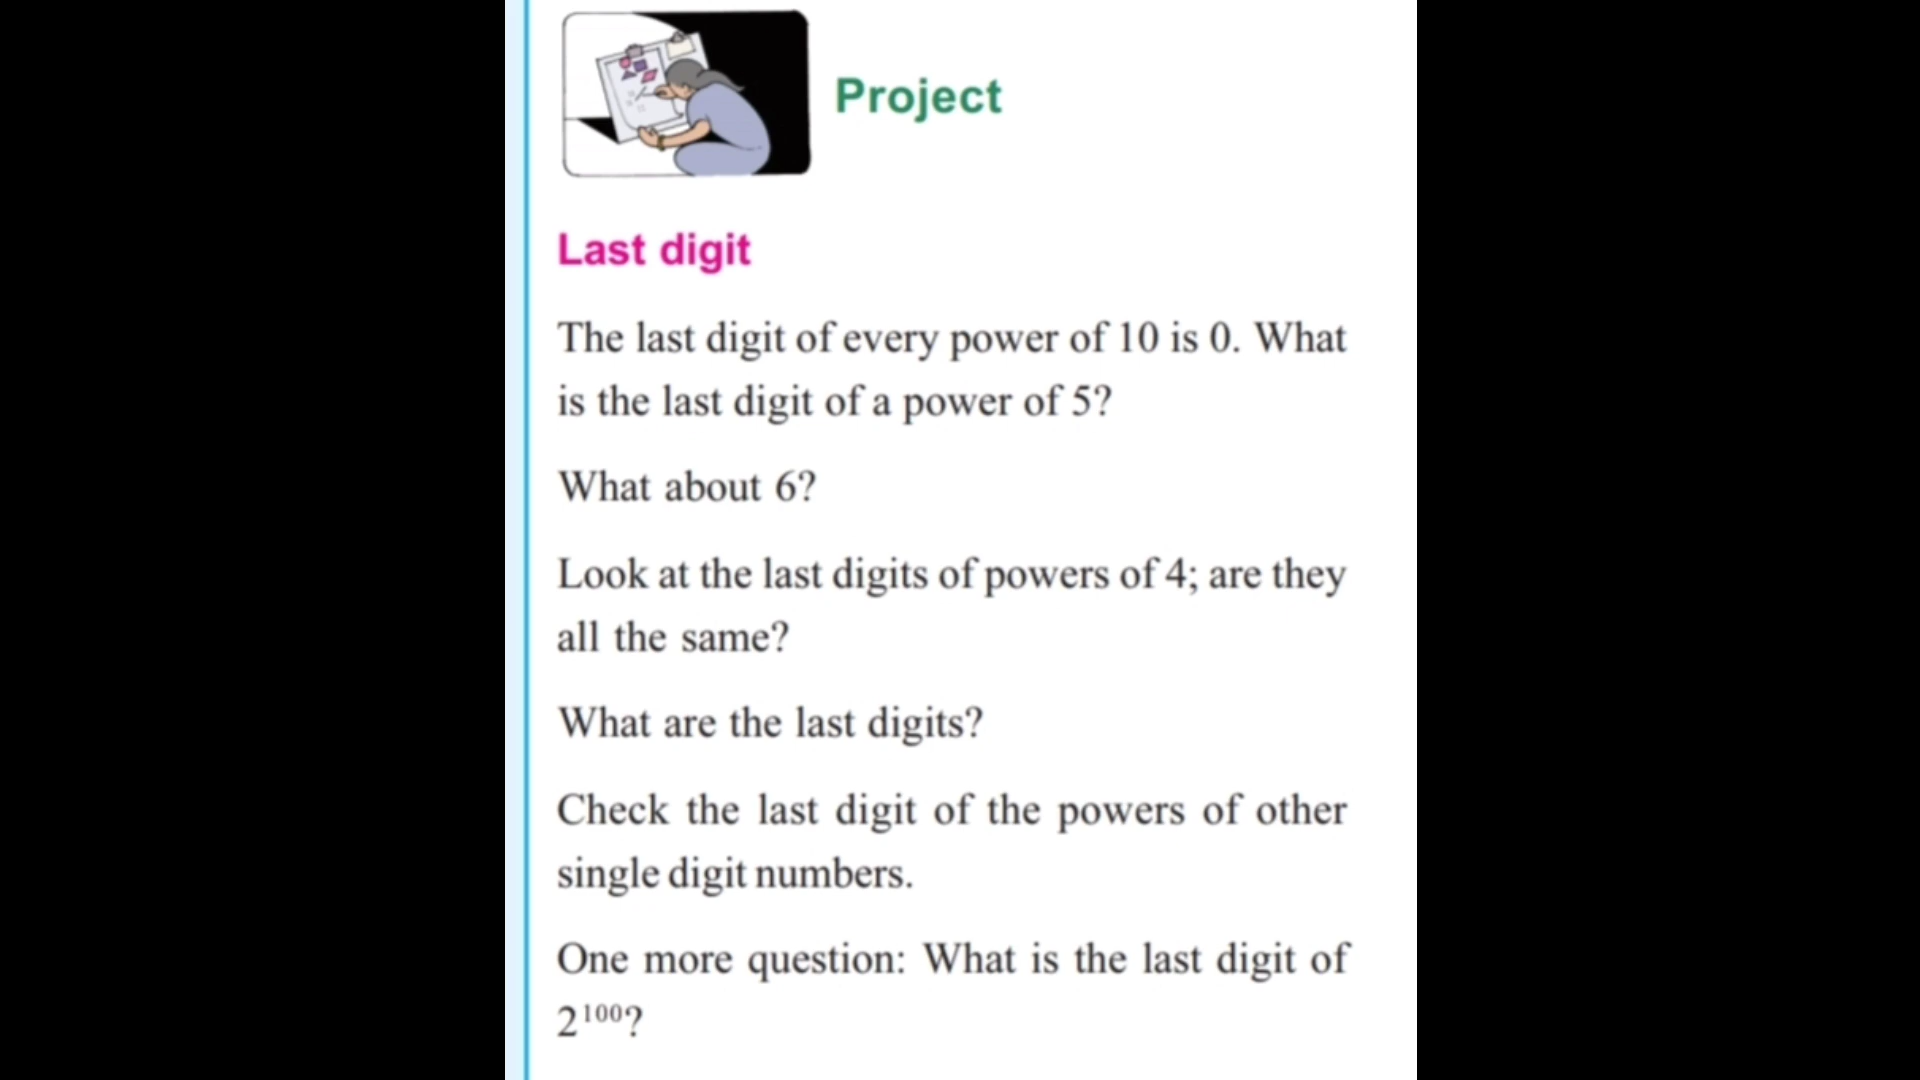 Project
Last digit
The last digit of every power of 10 is 0. What
is the last digit of a power of 5?
What about 6?
Look at the last digits of powers of 4; are they
all the same?
What are the last digits?
Check the last digit of the powers of other
single digit numbers.
One more question: What is the last digit of
2¹⁰⁰?